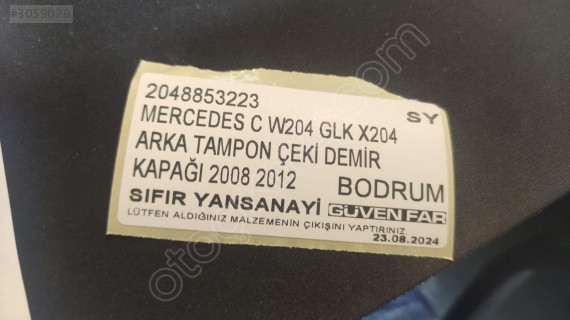 #3059029
2048853223 SY
MERCEDES C W204 GLK X204
ARKA TAMPON ÇEKİ DEMİR
KAPAĞI 2008 2012 BODRUM
SIFIR YANSANAYİ GÜVEN FAR
LÜTFEN ALDIĞINIZ MALZEMENİN ÇIKIŞINI YAPTIRINIZ.
23.08.2024